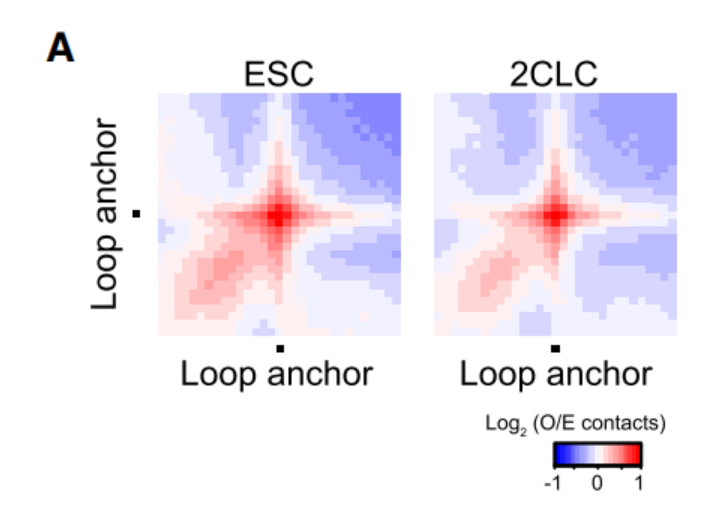 A
ESC
2CLC
Loop anchor
Loop anchor
Loop anchor
Log2 (O/E contacts)
-1 0 1